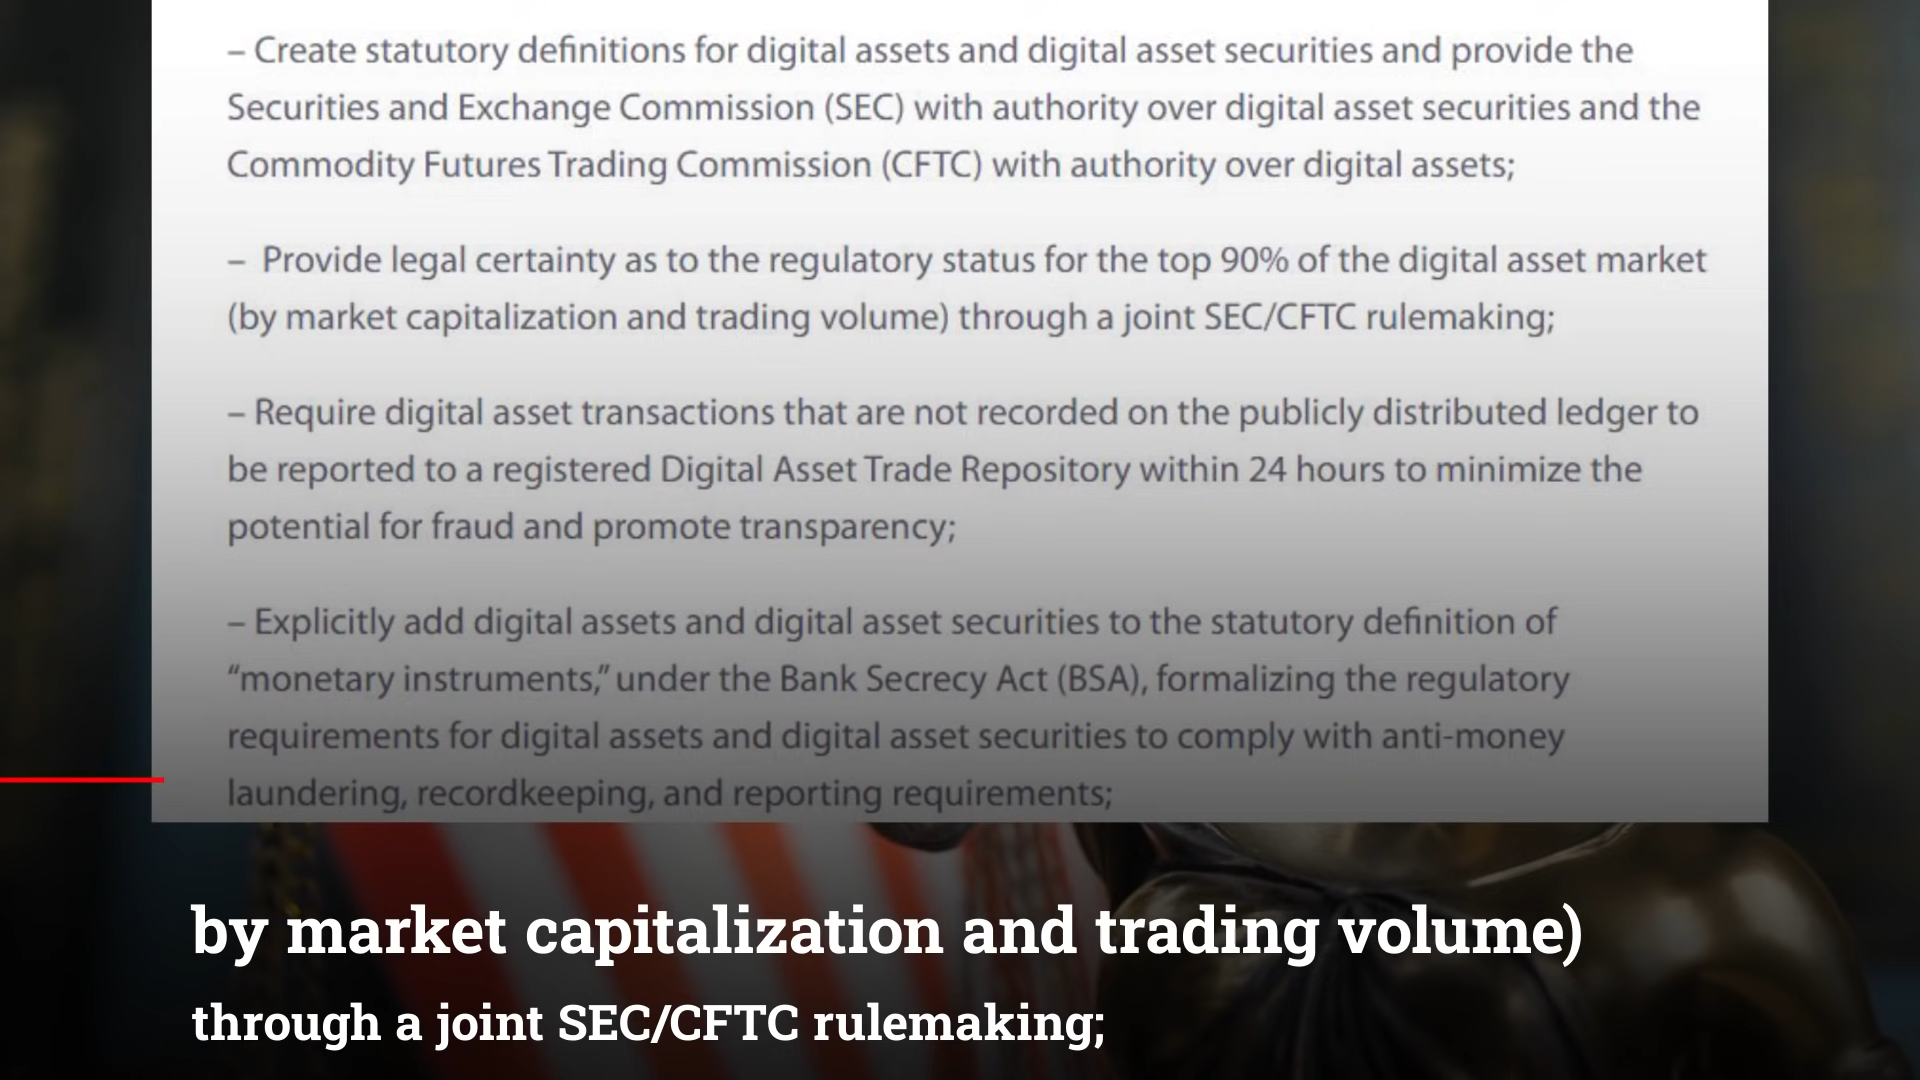 – Create statutory definitions for digital assets and digital asset securities and provide the
Securities and Exchange Commission (SEC) with authority over digital asset securities and the
Commodity Futures Trading Commission (CFTC) with authority over digital assets;
– Provide legal certainty as to the regulatory status for the top 90% of the digital asset market
(by market capitalization and trading volume) through a joint SEC/CFTC rulemaking;
– Require digital asset transactions that are not recorded on the publicly distributed ledger to
be reported to a registered Digital Asset Trade Repository within 24 hours to minimize the
potential for fraud and promote transparency;
– Explicitly add digital assets and digital asset securities to the statutory definition of
“monetary instruments,” under the Bank Secrecy Act (BSA), formalizing the regulatory
requirements for digital assets and digital asset securities to comply with anti-money
laundering, recordkeeping, and reporting requirements;
by market capitalization and trading volume)
through a joint SEC/CFTC rulemaking;